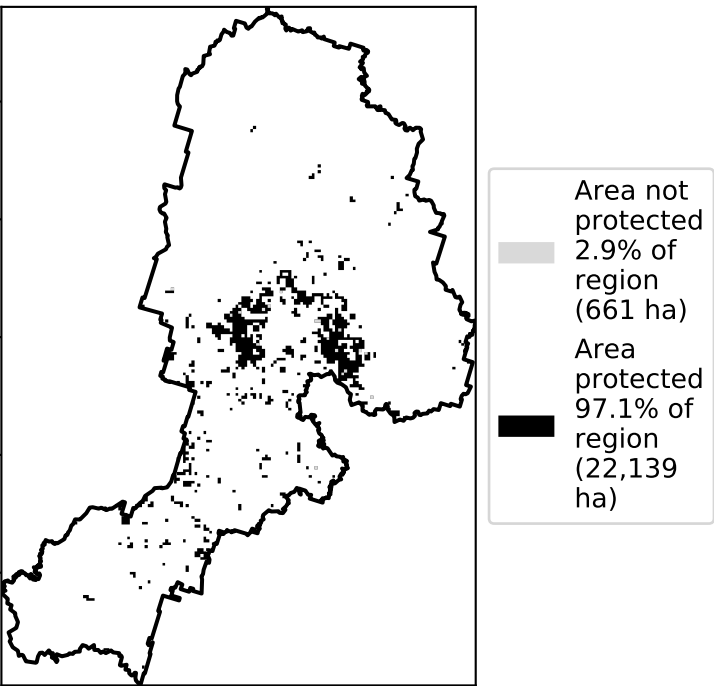 Area not
protected
2.9% of
region
(661 ha)
Area
protected
97.1% of
region
(22,139
ha)